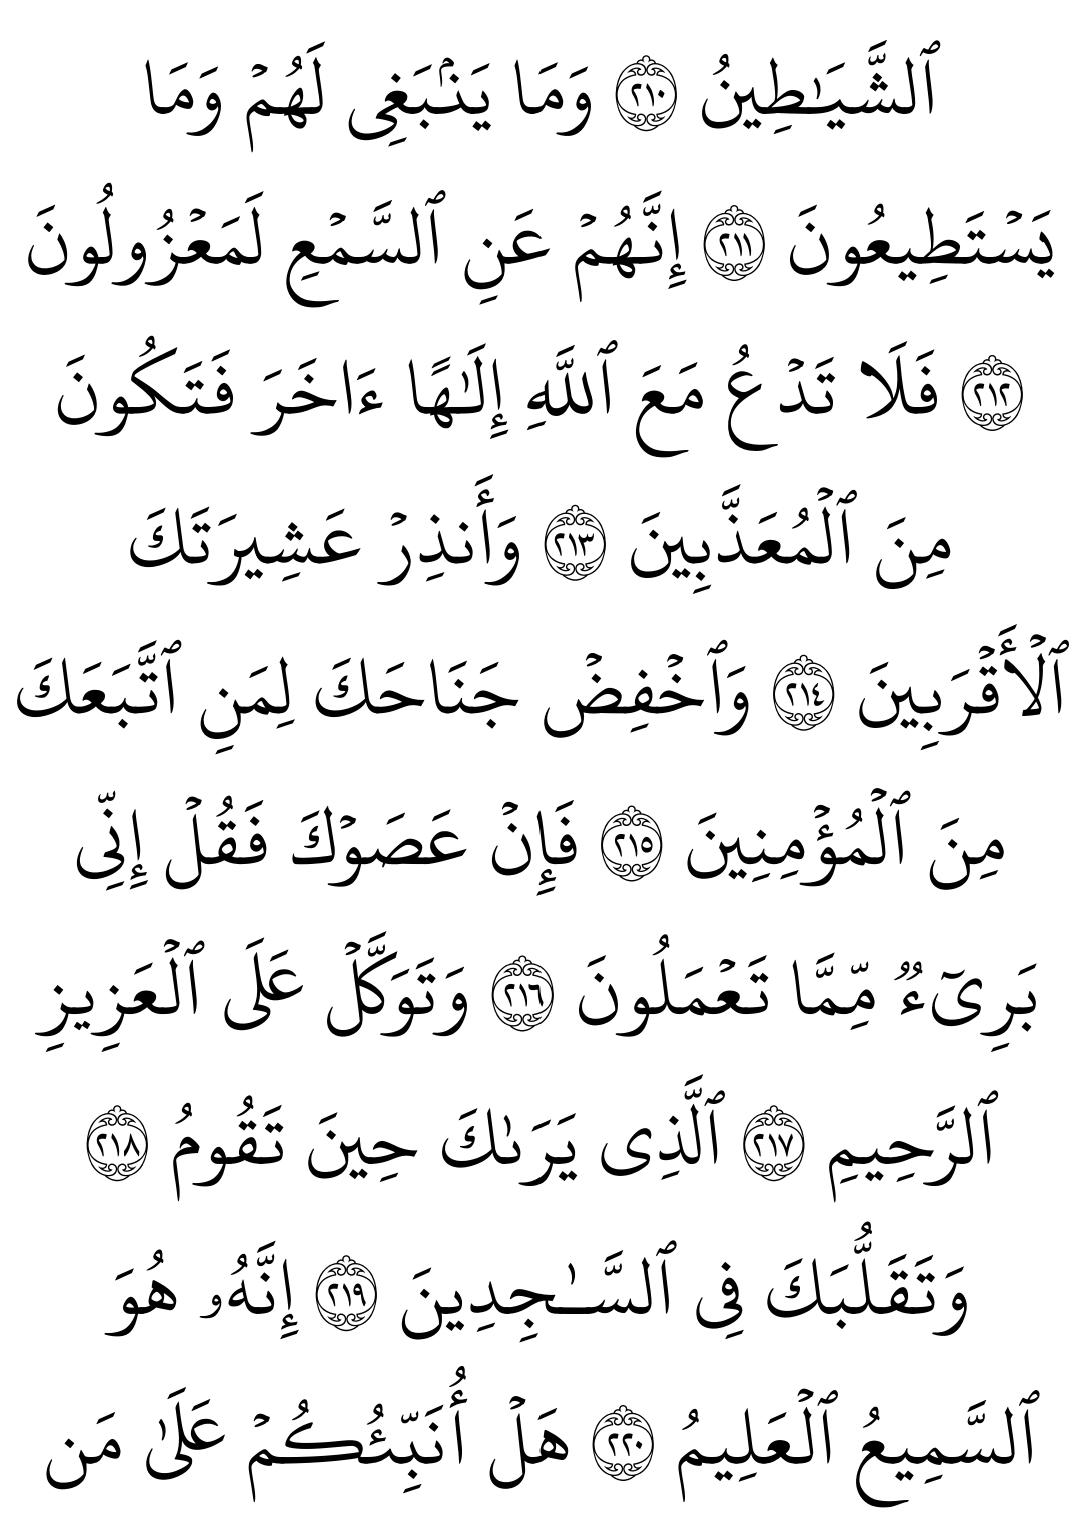 ٱلشَّيَـٰطِينُ ٢١٠ وَمَا يَنۢبَغِى لَهُمْ وَمَا
يَسْتَطِيعُونَ ٢١١ إِنَّهُمْ عَنِ ٱلسَّمْعِ لَمَعْزُولُونَ
٢١٢ فَلَا تَدْعُ مَعَ ٱللَّهِ إِلَـٰهًا ءَاخَرَ فَتَكُونَ
مِنَ ٱلْمُعَذَّبِينَ ٢١٣ وَأَنذِرْ عَشِيرَتَكَ
ٱلْأَقْرَبِينَ ٢١٤ وَٱخْفِضْ جَنَاحَكَ لِمَنِ ٱتَّبَعَكَ
مِنَ ٱلْمُؤْمِنِينَ ٢١٥ فَإِنْ عَصَوْكَ فَقُلْ إِنِّى
بَرِىٓءٌ مِّمَّا تَعْمَلُونَ ٢١٦ وَتَوَكَّلْ عَلَى ٱلْعَزِيزِ
ٱلرَّحِيمِ ٢١٧ ٱلَّذِى يَرَىٰكَ حِينَ تَقُومُ ٢١٨
وَتَقَلُّبَكَ فِى ٱلسَّـٰجِدِينَ ٢١٩ إِنَّهُۥ هُوَ
ٱلسَّمِيعُ ٱلْعَلِيمُ ٢٢٠ هَلْ أُنَبِّئُكُمْ عَلَىٰ مَن